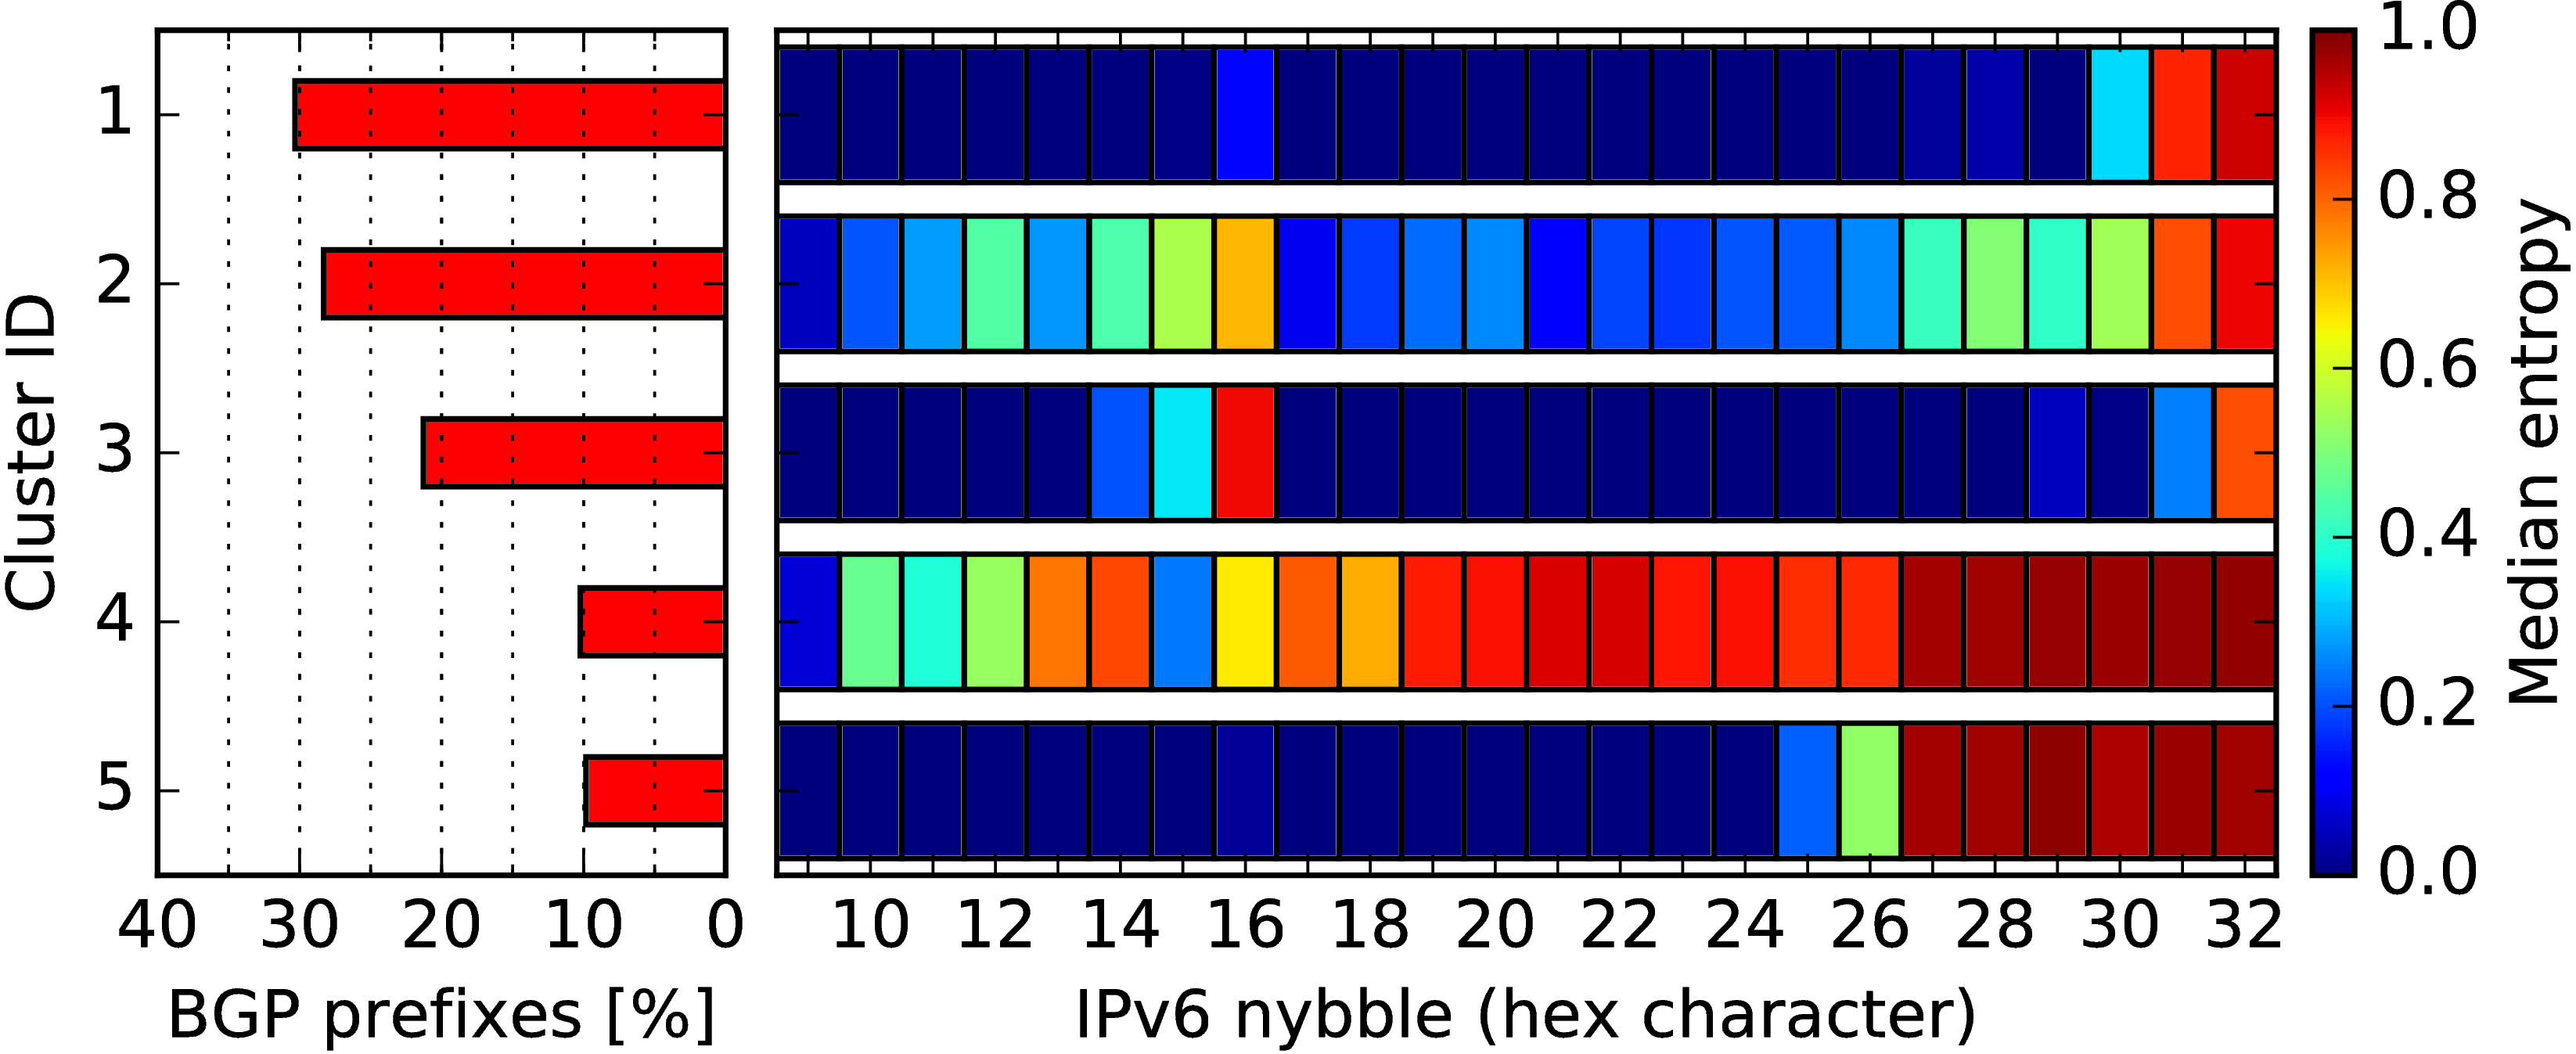 Cluster ID
1
2
3
4
5
40 30 20 10 0
BGP prefixes [%]
10 12 14 16 18 20 22 24 26 28 30 32
IPv6 nybble (hex character)
1.0
0.8
0.6
0.4
0.2
0.0
Median entropy